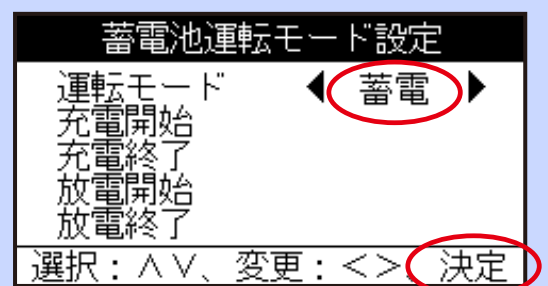 蓄電池運転モード設定
運転モード ◀ 蓄電 ▶
充電開始
充電終了
放電開始
放電終了
選択:∧∨、変更:<>、決定